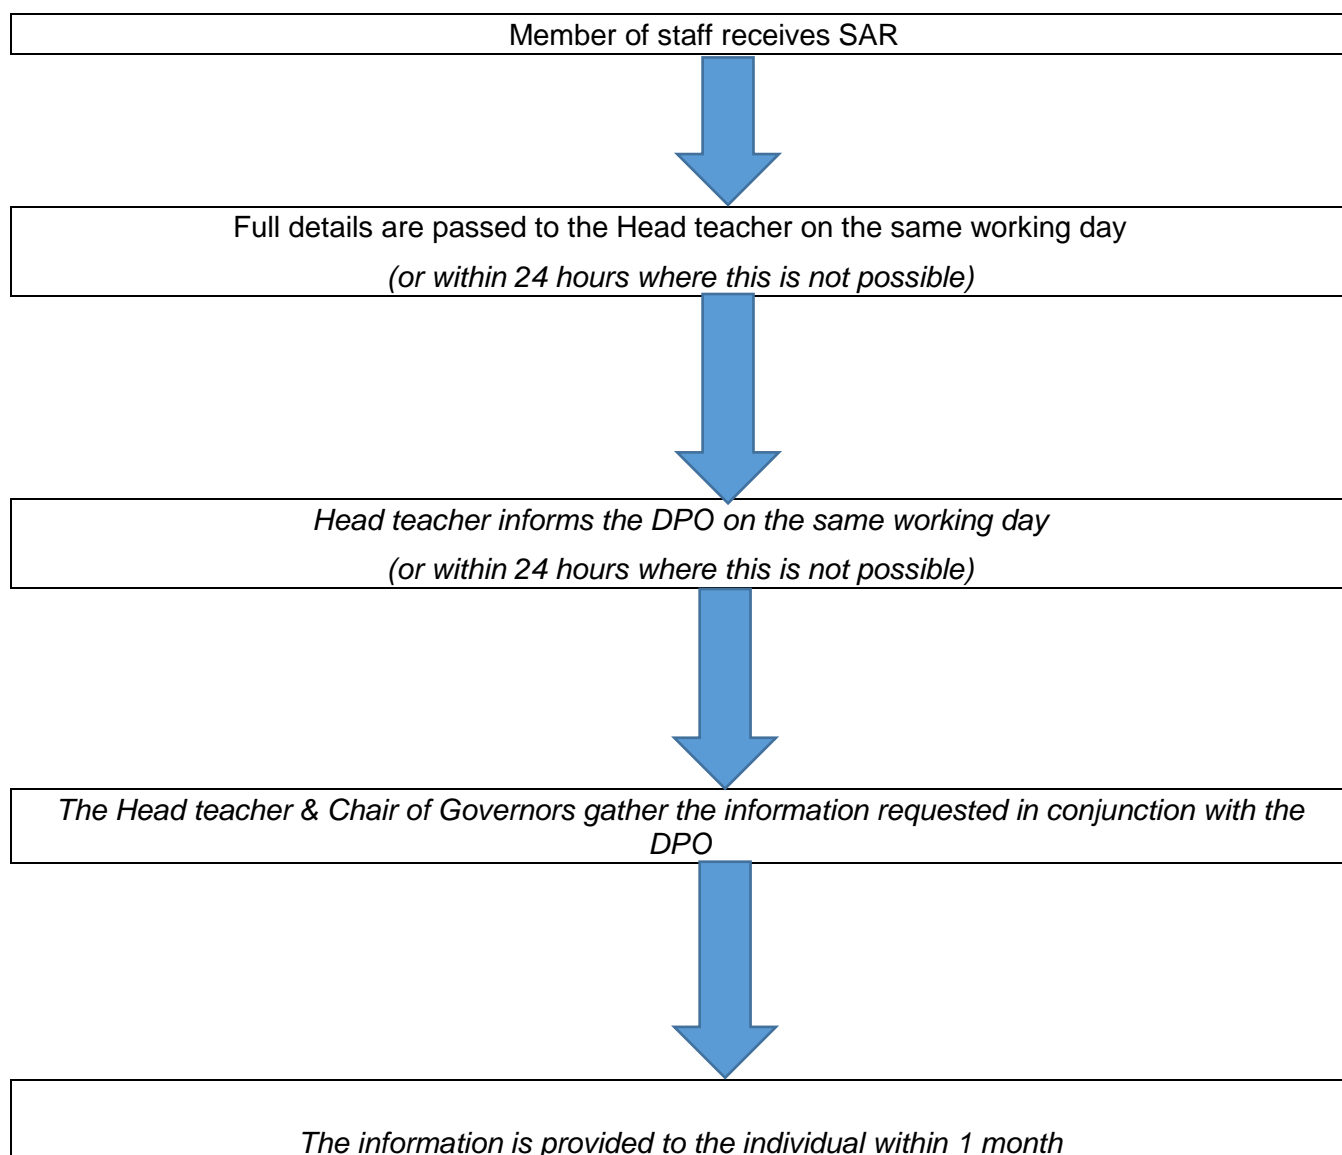 Member of staff receives SAR
Full details are passed to the Head teacher on the same working day
(or within 24 hours where this is not possible)
Head teacher informs the DPO on the same working day
(or within 24 hours where this is not possible)
The Head teacher & Chair of Governors gather the information requested in conjunction with the
DPO
The information is provided to the individual within 1 month